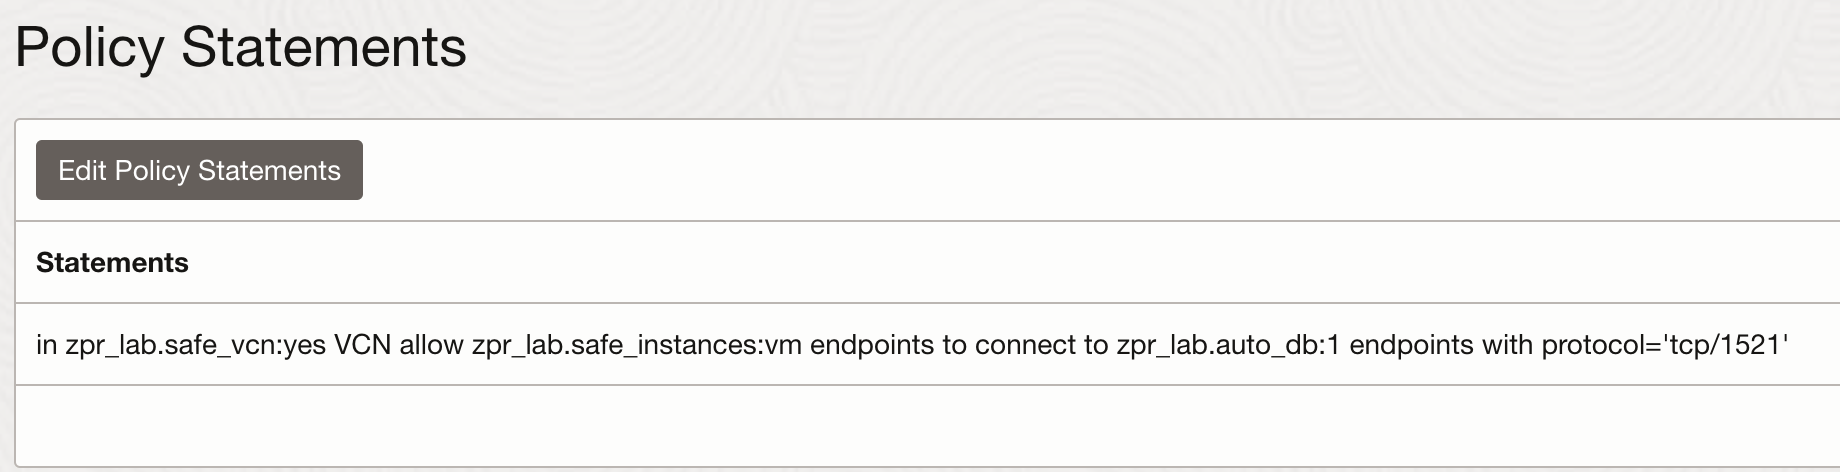 Policy Statements
Edit Policy Statements
Statements
in zpr_lab.safe_vcn:yes VCN allow zpr_lab.safe_instances:vm endpoints to connect to zpr_lab.auto_db:1 endpoints with protocol='tcp/1521'